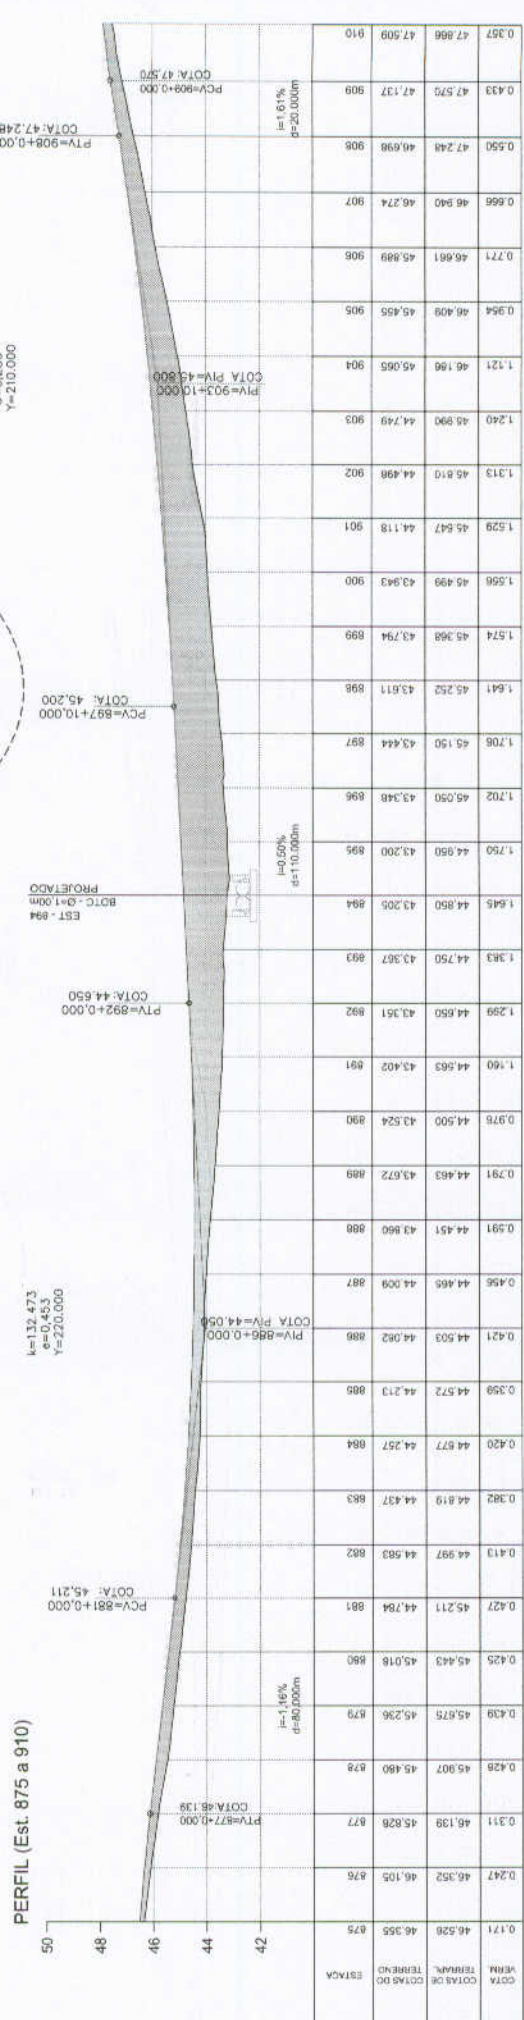 PERFIL (Est. 875 a 910)
k=132.473
e=0,453
Y=220.000
Y=210.000
50
48
46
44
42
PTV=877+0,000
COTA:46.139
i=-1,16%
d=80,000m
PCV=881+0,000
COTA: 45,211
PIV=886+0,000
COTA PIV=44,050
PTV=892+0,000
COTA: 44.650
EST - 894
BDTC - Ø=1,00m
PROJETADO
i=0,50%
d=110.000m
PCV=897+10,000
COTA: 45,200
PIV=903+10,000
COTA PIV=45,800
PTV=908+0,00
COTA: 47.248
PCV=909+0,000
COTA: 47,570
i=1,61%
d=20.000m
ESTACA 875 876 877 878 879 880 881 882 883 884 885 886 887 888 889 890 891 892 893 894 895 896 897 898 899 900 901 902 903 904 905 906 907 908 909 910
COTAS DO TERRENO 46,355 46,105 45,828 45,480 45,236 45,018 44,784 44,583 44,437 44,257 44,213 44,082 44,009 43,860 43,672 43,524 43,402 43,351 43,367 43,205 43,200 43,348 43,444 43,611 43,794 43,943 44,118 44,498 44,749 45,065 45,455 45,889 46,274 46,698 47,137 47,509
COTAS DE TERRAPL. 46,526 46,352 46,139 45,907 45,675 45,443 45,211 44,997 44,819 44,677 44,572 44,503 44,465 44,451 44,463 44,500 44,563 44,650 44,750 44,850 44,950 45,050 45,150 45,252 45,368 45,499 45,647 45,810 45,990 46,186 46,409 46,661 46,940 47,248 47,570 47,866
COTA VERM. 0.171 0.247 0.311 0.428 0.439 0.425 0.427 0.413 0.382 0.420 0.359 0.421 0.456 0.591 0.791 0.976 1.160 1.299 1.383 1.645 1.750 1.702 1.706 1.641 1.574 1.556 1.529 1.313 1.240 1.121 0.954 0.771 0.666 0.550 0.433 0.357